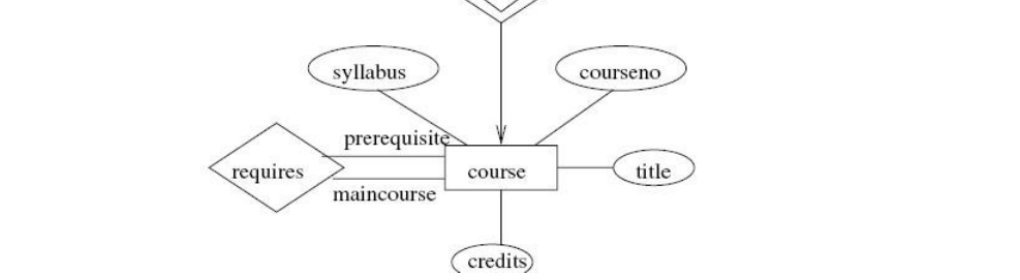 syllabus
courseno
prerequisite
requires
course
title
maincourse
credits